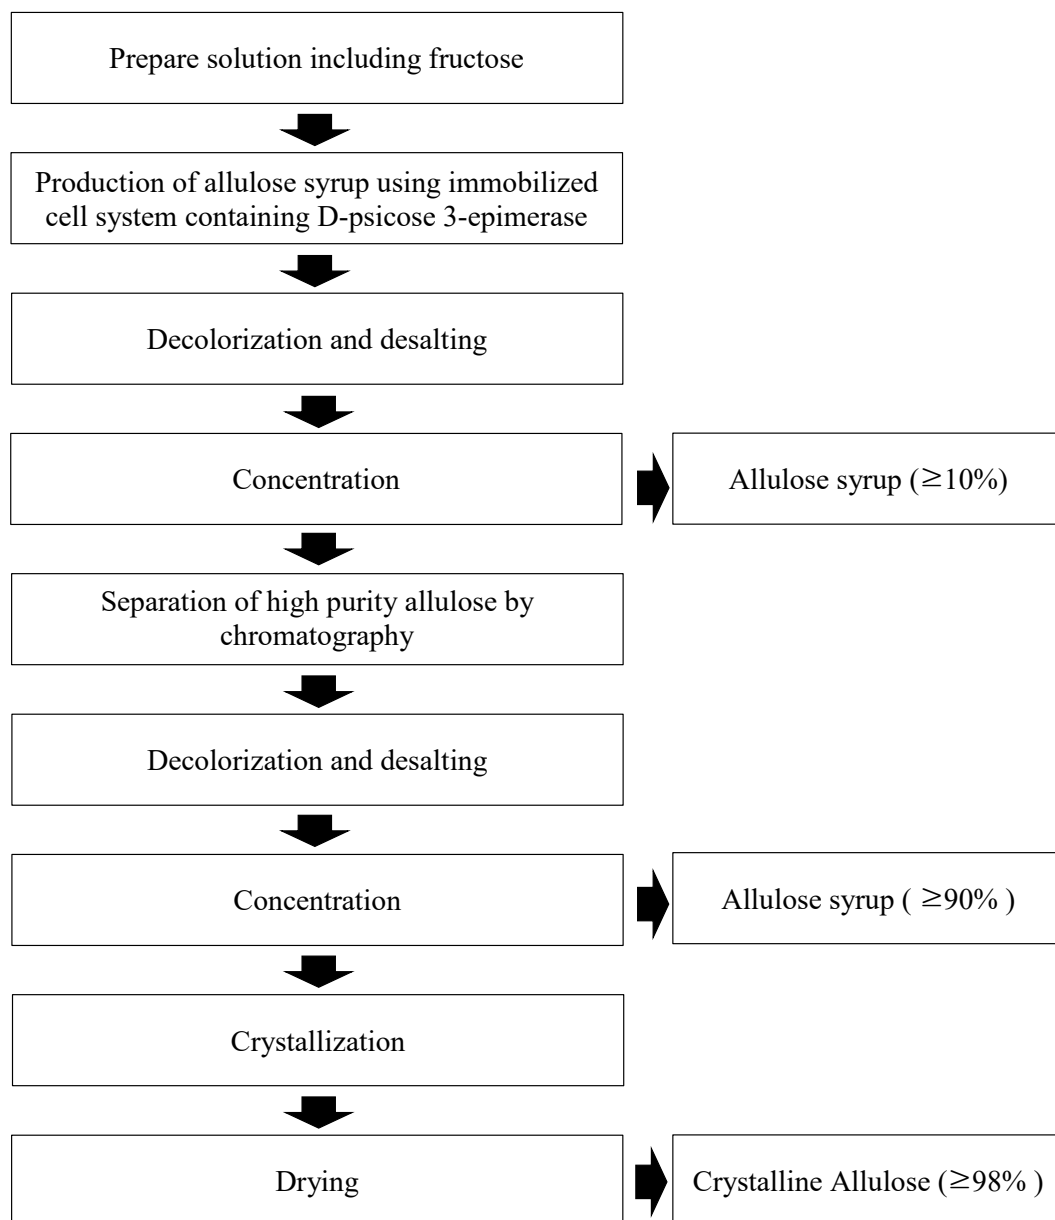 Prepare solution including fructose
Production of allulose syrup using immobilized
cell system containing D-psicose 3-epimerase
Decolorization and desalting
Concentration
Allulose syrup (≥10%)
Separation of high purity allulose by
chromatography
Decolorization and desalting
Concentration
Allulose syrup ( ≥90% )
Crystallization
Drying
Crystalline Allulose (≥98% )